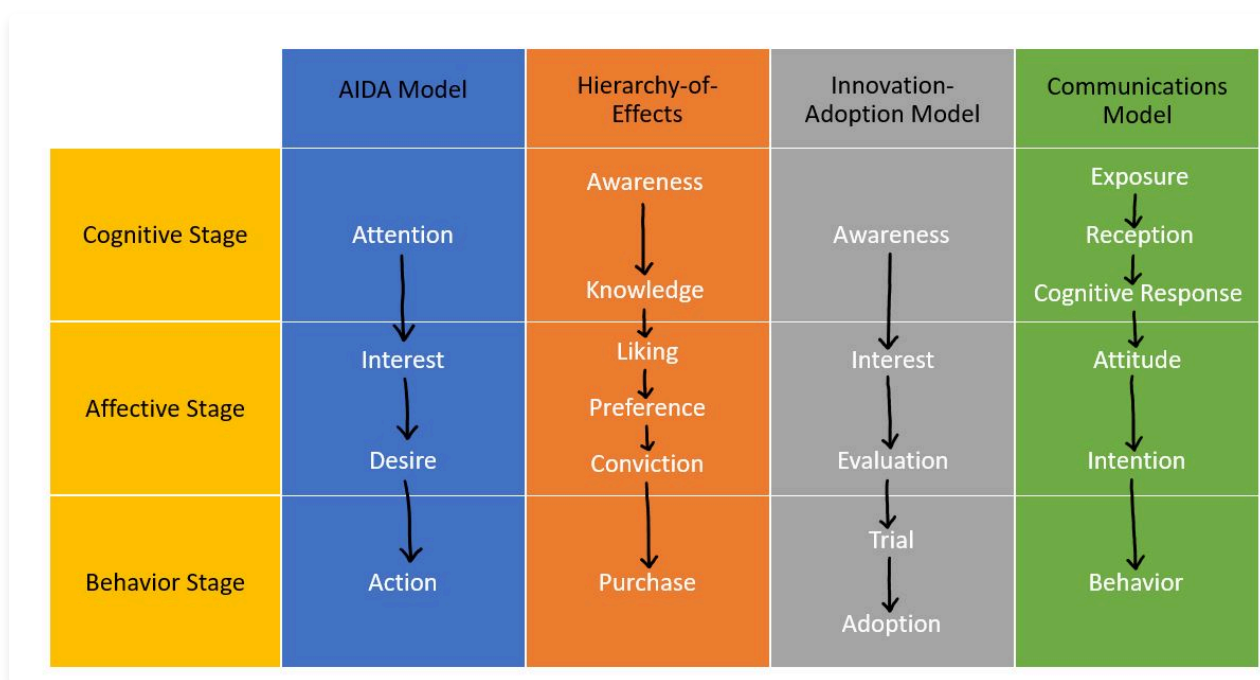 AIDA Model
Hierarchy-of-
Effects
Innovation-
Adoption Model
Communications
Model
Cognitive Stage
Attention
Awareness
Knowledge
Awareness
Exposure
Reception
Cognitive Response
Affective Stage
Interest
Desire
Liking
Preference
Conviction
Interest
Evaluation
Attitude
Intention
Behavior Stage
Action
Purchase
Trial
Adoption
Behavior